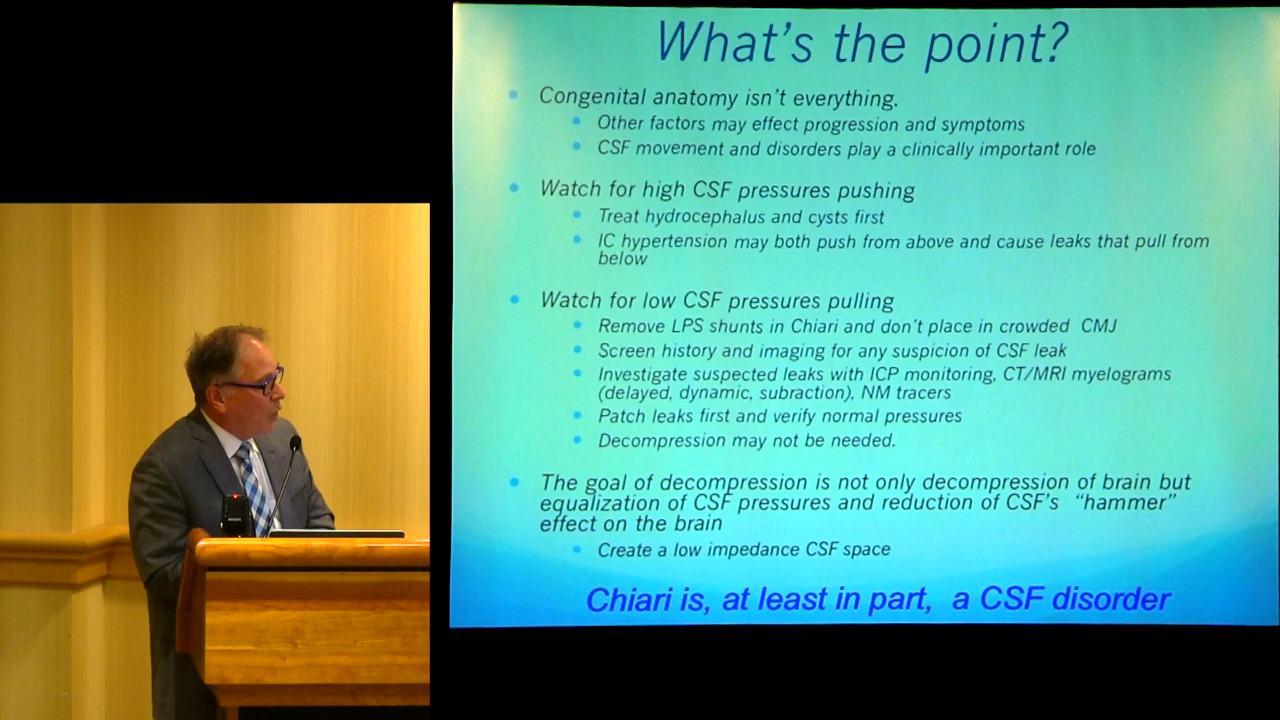 What's the point?
Congenital anatomy isn't everything.
Other factors may effect progression and symptoms
CSF movement and disorders play a clinically important role
Watch for high CSF pressures pushing
Treat hydrocephalus and cysts first
IC hypertension may both push from above and cause leaks that pull from
below
Watch for low CSF pressures pulling
Remove LPS shunts in Chiari and don't place in crowded CMJ
Screen history and imaging for any suspicion of CSF leak
Investigate suspected leaks with ICP monitoring, CT/MRI myelograms
(delayed, dynamic, subraction), NM tracers
Patch leaks first and verify normal pressures
Decompression may not be needed.
The goal of decompression is not only decompression of brain but
equalization of CSF pressures and reduction of CSF's "hammer"
effect on the brain
Create a low impedance CSF space
Chiari is, at least in part, a CSF disorder